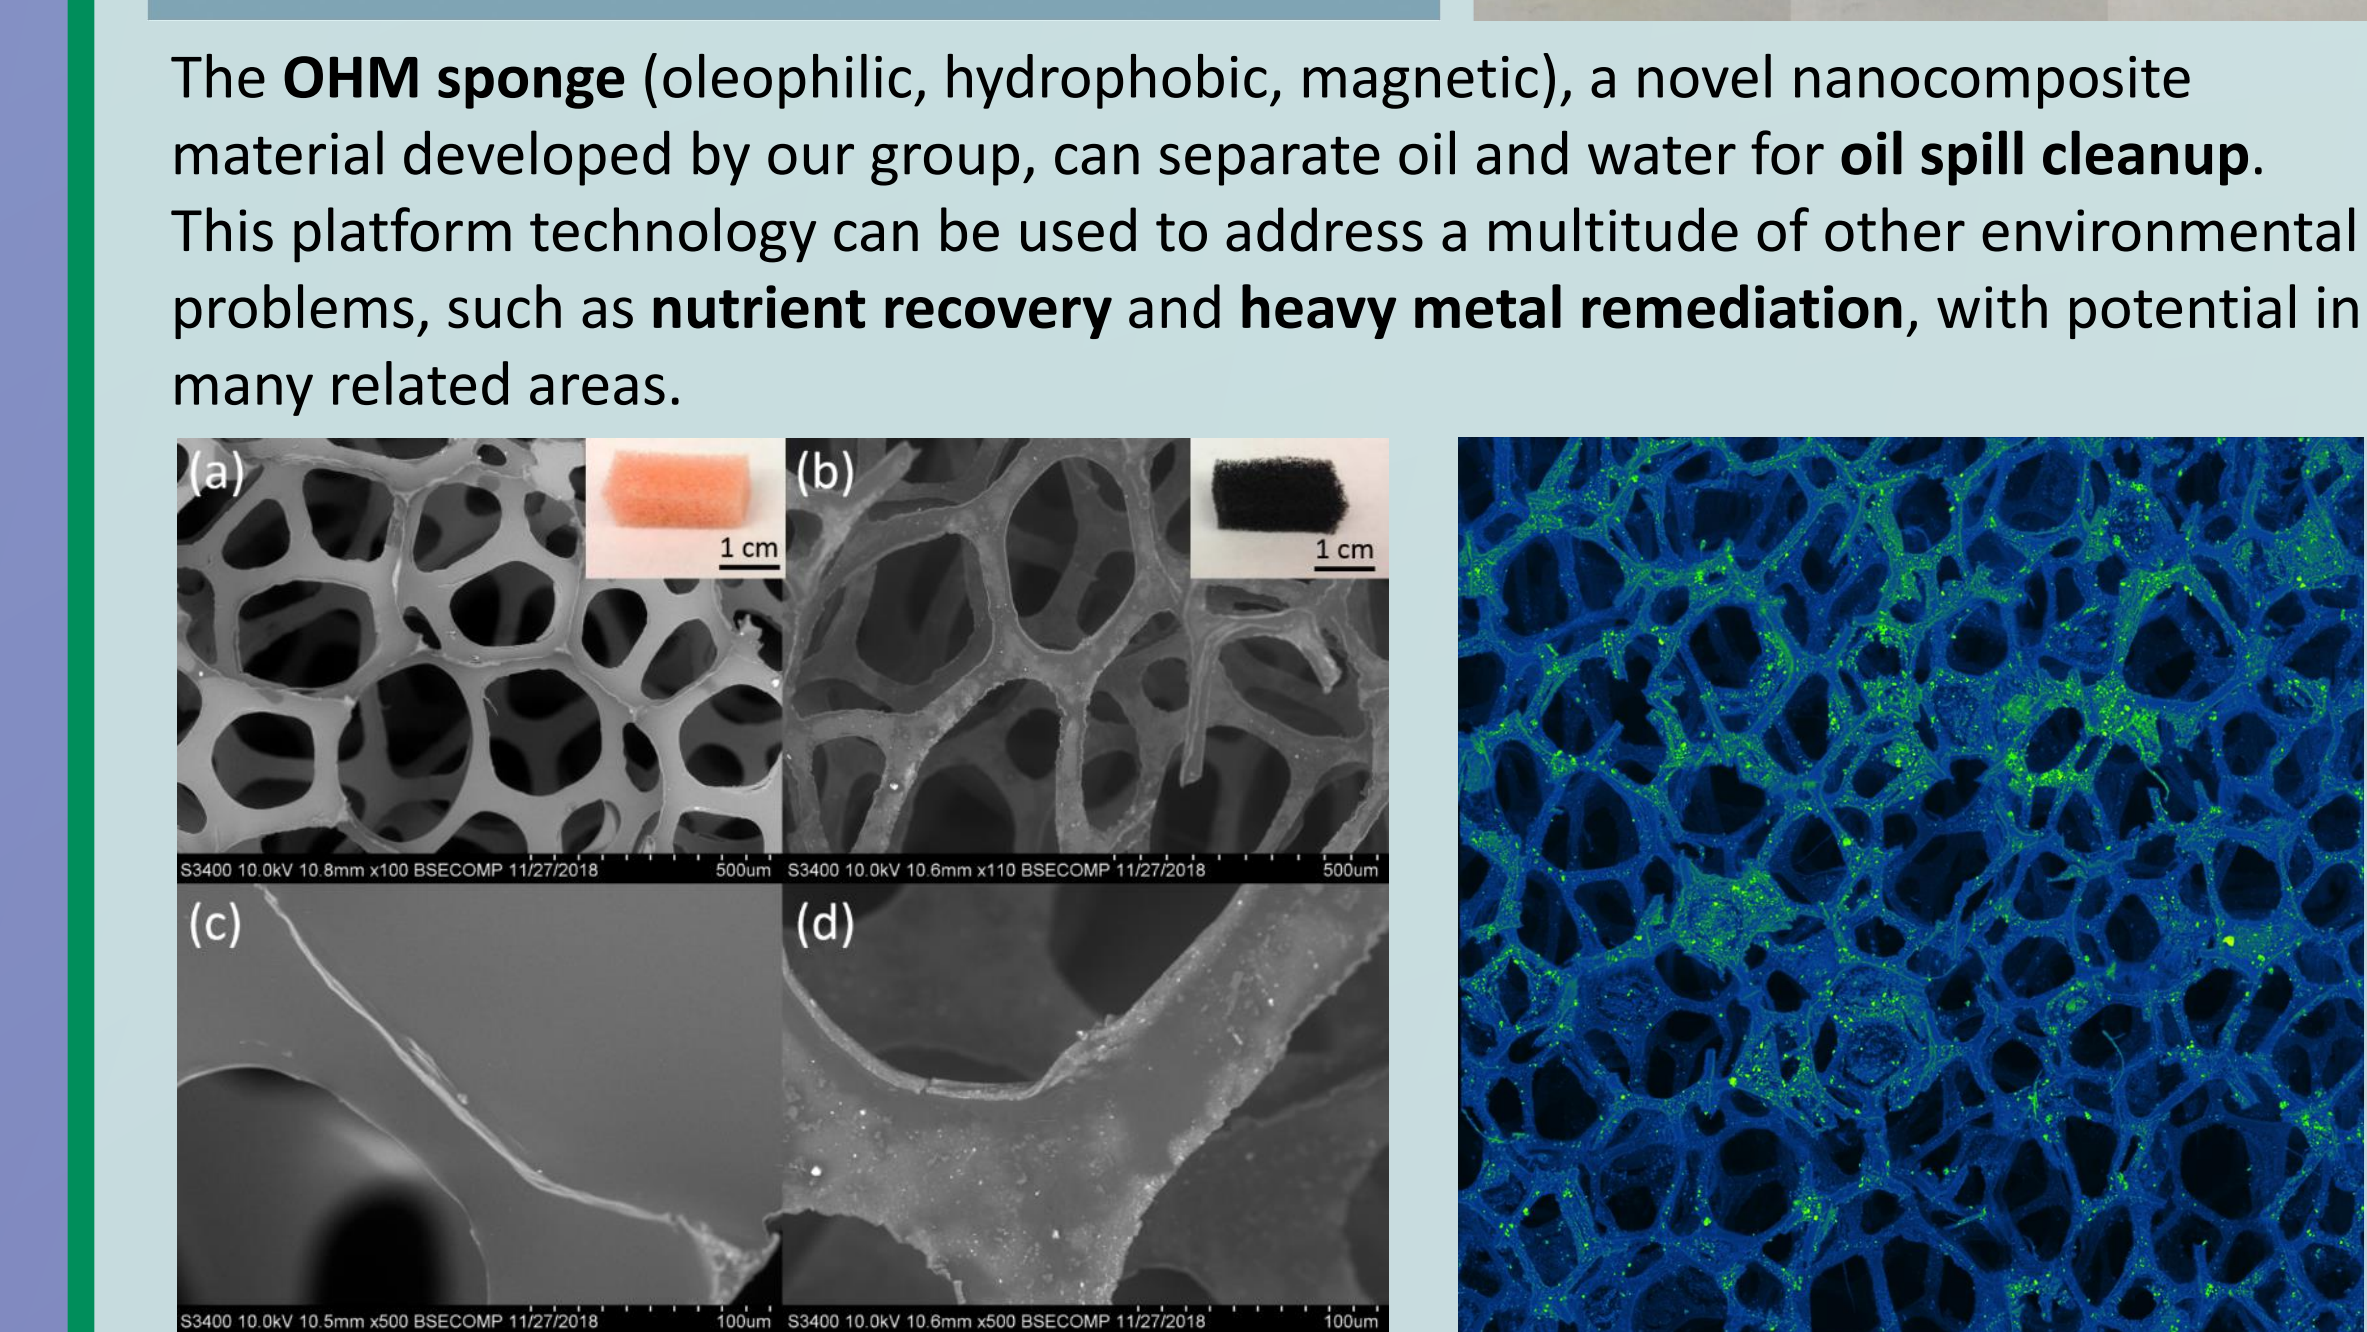 The OHM sponge (oleophilic, hydrophobic, magnetic), a novel nanocomposite
material developed by our group, can separate oil and water for oil spill cleanup.
This platform technology can be used to address a multitude of other environmental
problems, such as nutrient recovery and heavy metal remediation, with potential in
many related areas.
(a)
1 cm
(b)
1 cm
S3400 10.0kV 10.8mm x100 BSECOMP 11/27/2018 500um
S3400 10.0kV 10.6mm x110 BSECOMP 11/27/2018 500um
(c)
(d)
S3400 10.0kV 10.5mm x500 BSECOMP 11/27/2018 100um
S3400 10.0kV 10.6mm x500 BSECOMP 11/27/2018 100um